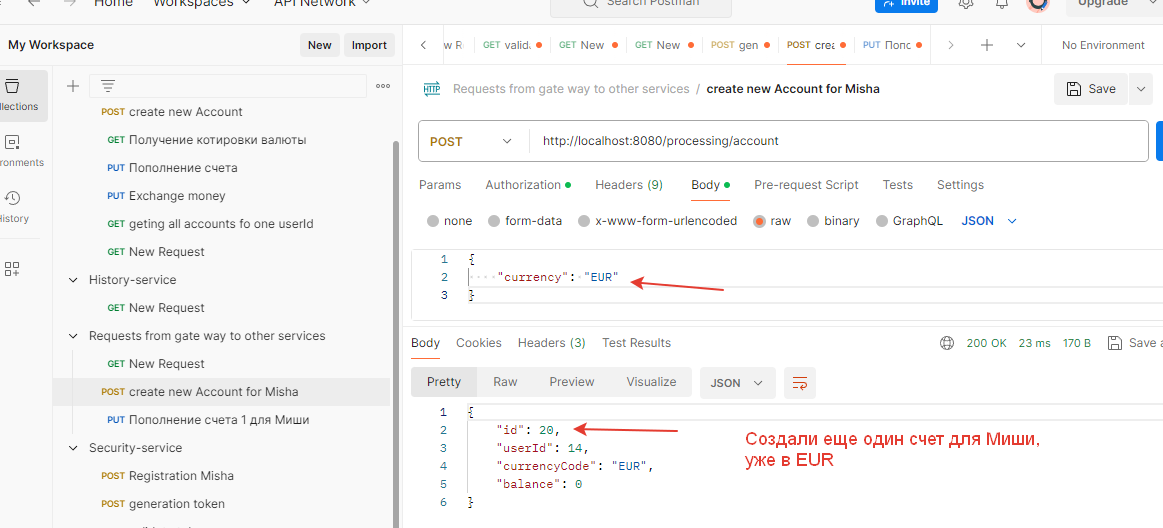 Home Workspaces API Network Search Postman Invite Upgrade
My Workspace New Import
GET valid GET New GET New POST gen POST crea PUT Попо No Environment
llections
ronments
History
POST create new Account
GET Получение котировки валюты
PUT Пополнение счета
PUT Exchange money
GET geting all accounts fo one userId
GET New Request
History-service
GET New Request
Requests from gate way to other services
GET New Request
POST create new Account for Misha
PUT Пополнение счета 1 для Миши
Security-service
POST Registration Misha
POST generation token
HTTP Requests from gate way to other services / create new Account for Misha Save
POST http://localhost:8080/processing/account
Params Authorization Headers (9) Body Pre-request Script Tests Settings
none form-data x-www-form-urlencoded raw binary GraphQL JSON
1 {
2 "currency": "EUR"
3 }
Body Cookies Headers (3) Test Results 200 OK 23 ms 170 B Save a
Pretty Raw Preview Visualize JSON
1 {
2 "id": 20,
3 "userId": 14,
4 "currencyCode": "EUR",
5 "balance": 0
6 }
Создали еще один счет для Миши,
уже в EUR